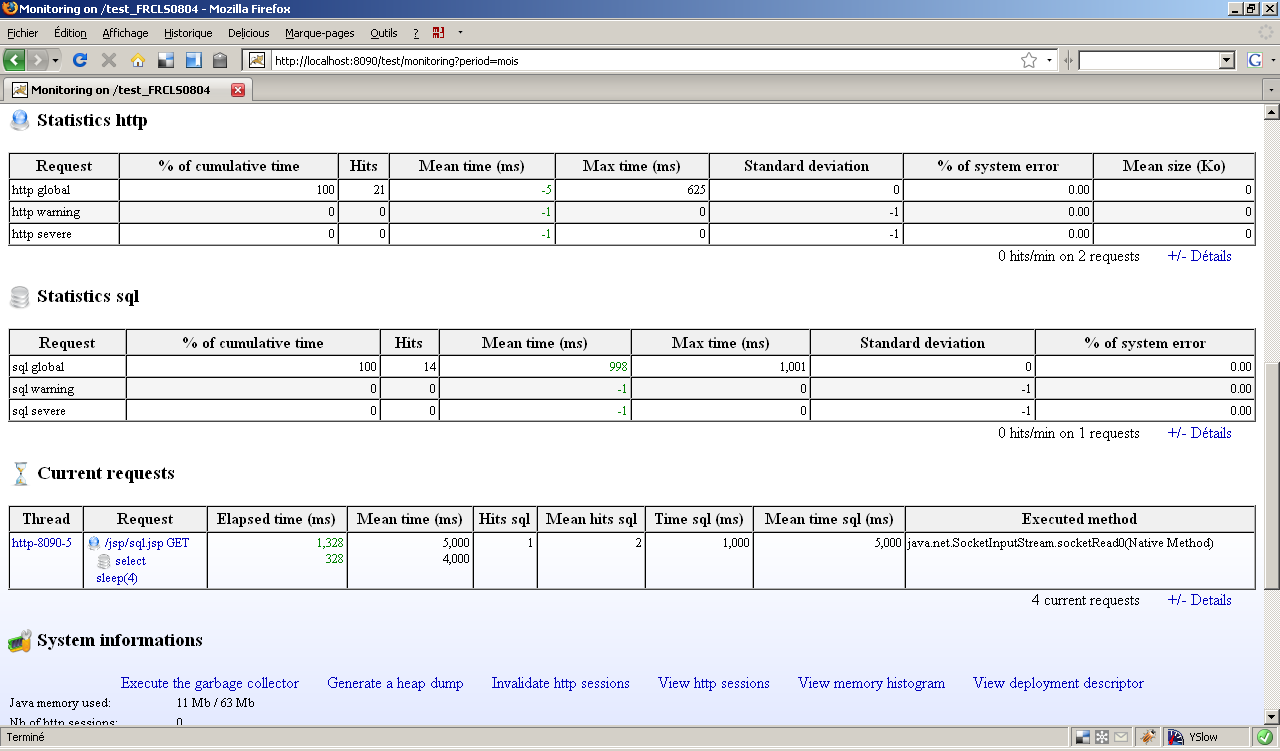 Monitoring on /test_FRCLS0804 - Mozilla Firefox
Fichier Édition Affichage Historique Delicious Marque-pages Outils ?
http://localhost:8090/test/monitoring?period=mois
Monitoring on /test_FRCLS0804
Statistics http
Request % of cumulative time Hits Mean time (ms) Max time (ms) Standard deviation % of system error Mean size (Ko)
http global 100 21 -5 625 0 0.00 0
http warning 0 0 -1 0 -1 0.00 0
http severe 0 0 -1 0 -1 0.00 0
0 hits/min on 2 requests +/- Détails
Statistics sql
Request % of cumulative time Hits Mean time (ms) Max time (ms) Standard deviation % of system error
sql global 100 14 998 1,001 0 0.00
sql warning 0 0 -1 0 -1 0.00
sql severe 0 0 -1 0 -1 0.00
0 hits/min on 1 requests +/- Détails
Current requests
Thread Request Elapsed time (ms) Mean time (ms) Hits sql Mean hits sql Time sql (ms) Mean time sql (ms) Executed method
http-8090-5 /jsp/sql.jsp GET 1,328 5,000 1 2 1,000 5,000 java.net.SocketInputStream.socketRead0(Native Method)
select 328 4,000
sleep(4)
4 current requests +/- Details
System informations
Execute the garbage collector Generate a heap dump Invalidate http sessions View http sessions View memory histogram View deployment descriptor
Java memory used: 11 Mb / 63 Mb
Nb of http sessions: 0
Terminé YSlow